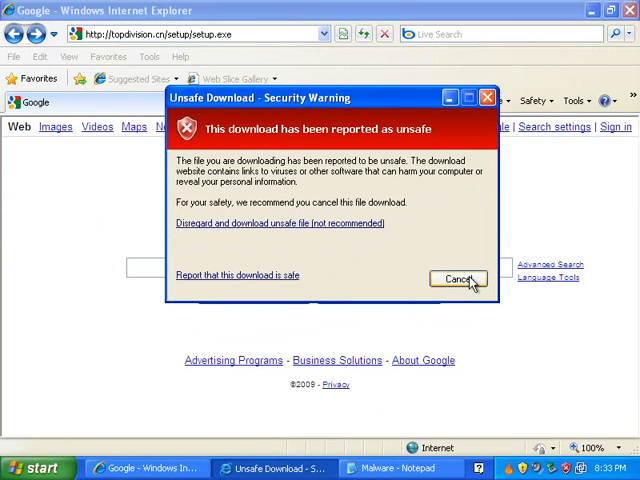 Google - Windows Internet Explorer
http://topdvision.cn/setup/setup.exe
Live Search
File Edit View Favorites Tools Help
Favorites Suggested Sites Web Slice Gallery
Google
Safety Tools
Web Images Videos Maps
Search settings | Sign in
Unsafe Download - Security Warning
This download has been reported as unsafe
The file you are downloading has been reported to be unsafe. The download
website contains links to viruses or other software that can harm your computer or
reveal your personal information.
For your safety, we recommend you cancel this file download.
Disregard and download unsafe file (not recommended)
Report that this download is safe
Cancel
Advanced Search
Language Tools
Advertising Programs - Business Solutions - About Google
©2009 - Privacy
Internet
100%
start
Google - Windows In...
Unsafe Download - S...
Malware - Notepad
8:33 PM